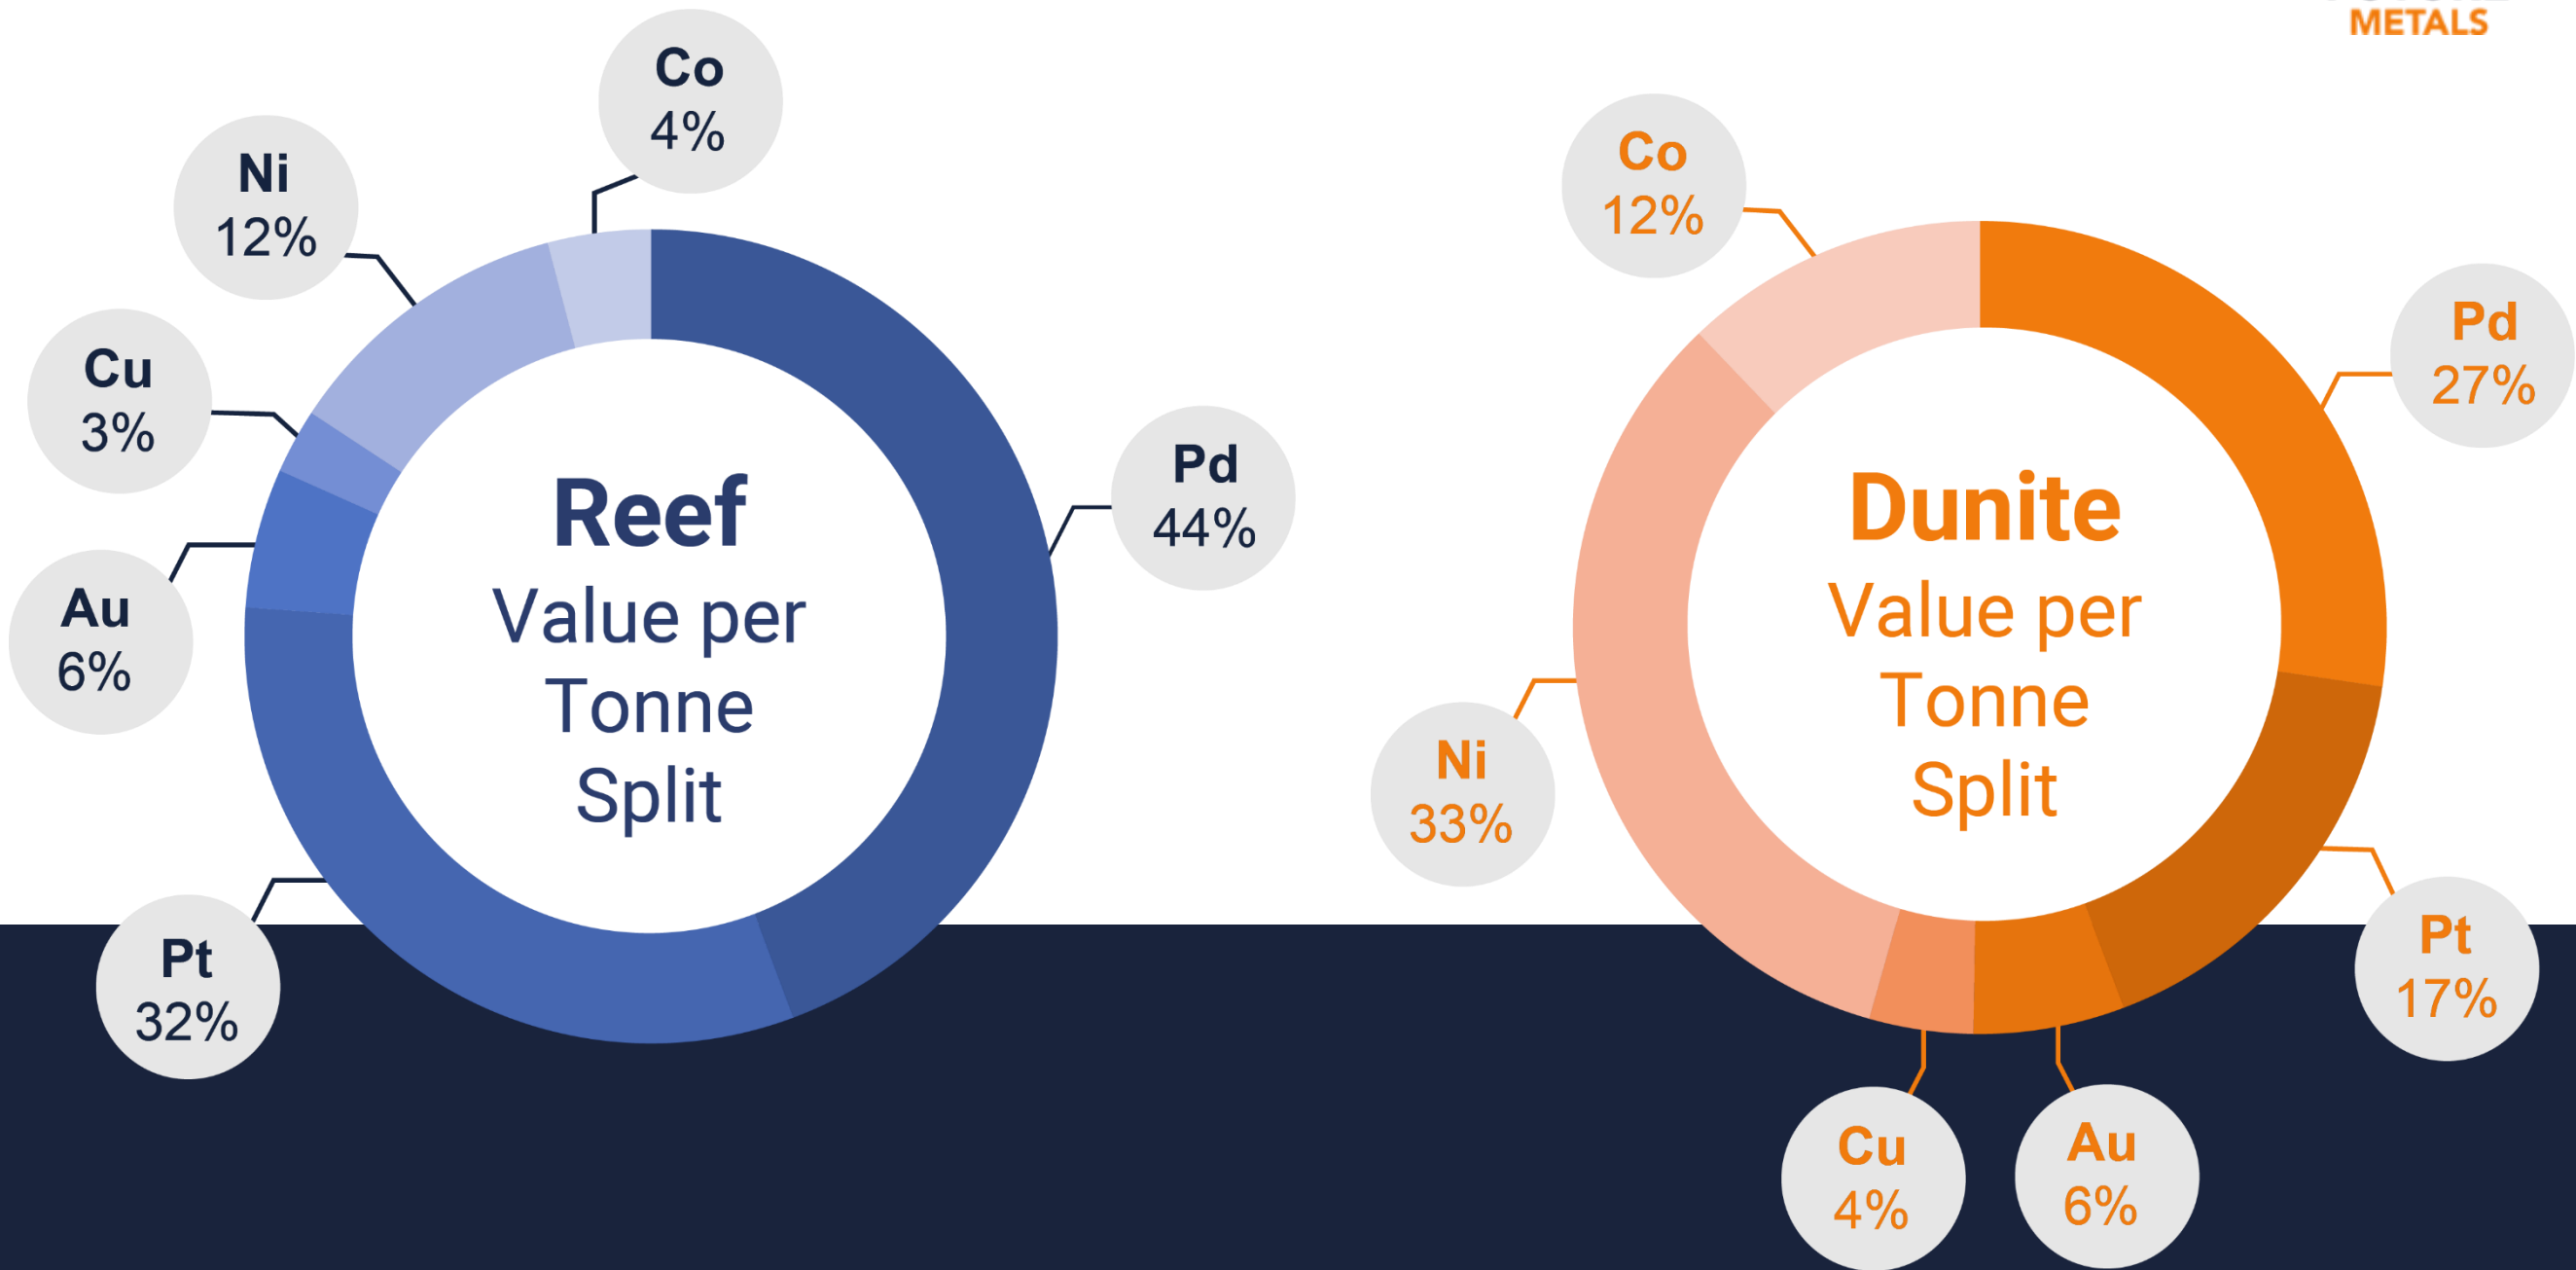 METALS
Co
4%
Ni
12%
Cu
3%
Au
6%
Pt
32%
Pd
44%
Reef
Value per
Tonne
Split
Co
12%
Pd
27%
Ni
33%
Pt
17%
Cu
4%
Au
6%
Dunite
Value per
Tonne
Split